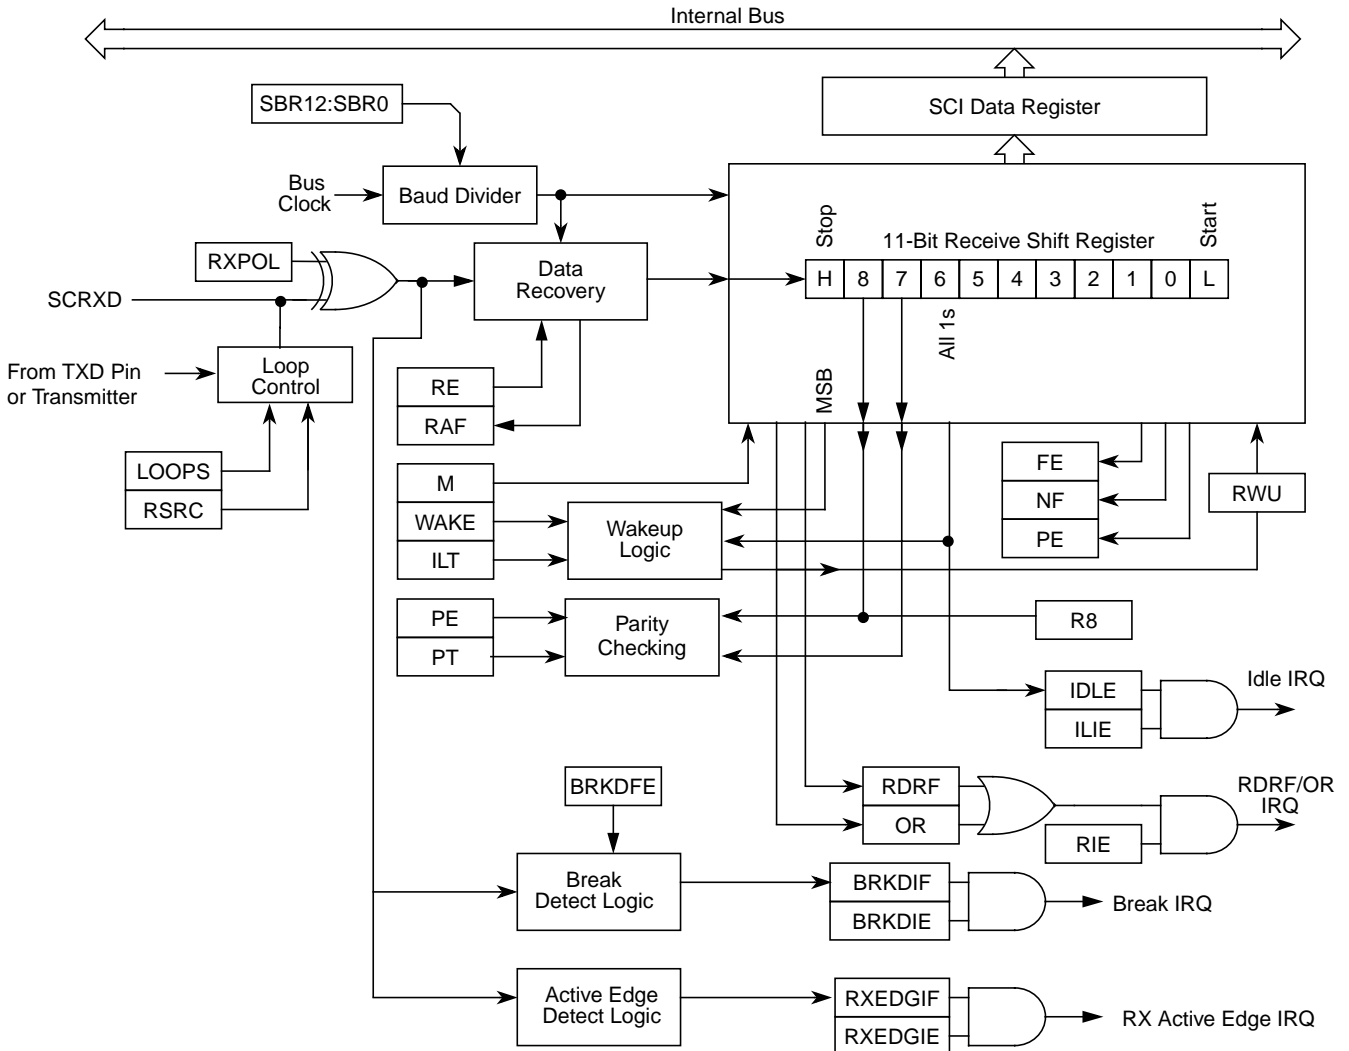 Internal Bus
SBR12:SBR0
SCI Data Register
Bus
Clock
Baud Divider
Stop
11-Bit Receive Shift Register
Start
RXPOL
Data
Recovery
H 8 7 6 5 4 3 2 1 0 L
SCRXD
All 1s
From TXD Pin
or Transmitter
Loop
Control
RE
RAF
MSB
LOOPS
RSRC
M
WAKE
ILT
Wakeup
Logic
FE
NF
PE
RWU
PE
PT
Parity
Checking
R8
IDLE
ILIE
Idle IRQ
BRKDFE
RDRF
OR
RIE
RDRF/OR
IRQ
Break
Detect Logic
BRKDIF
BRKDIE
Break IRQ
Active Edge
Detect Logic
RXEDGIF
RXEDGIE
RX Active Edge IRQ